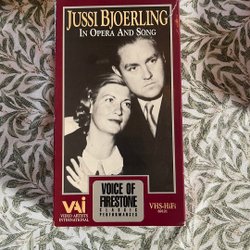 JUSSI BJOERLING
IN OPERA AND SONG
VAI
VIDEO ARTISTS
INTERNATIONAL
VOICE OF
FIRESTONE
CLASSIC
PERFORMANCES
VHS-HiFi